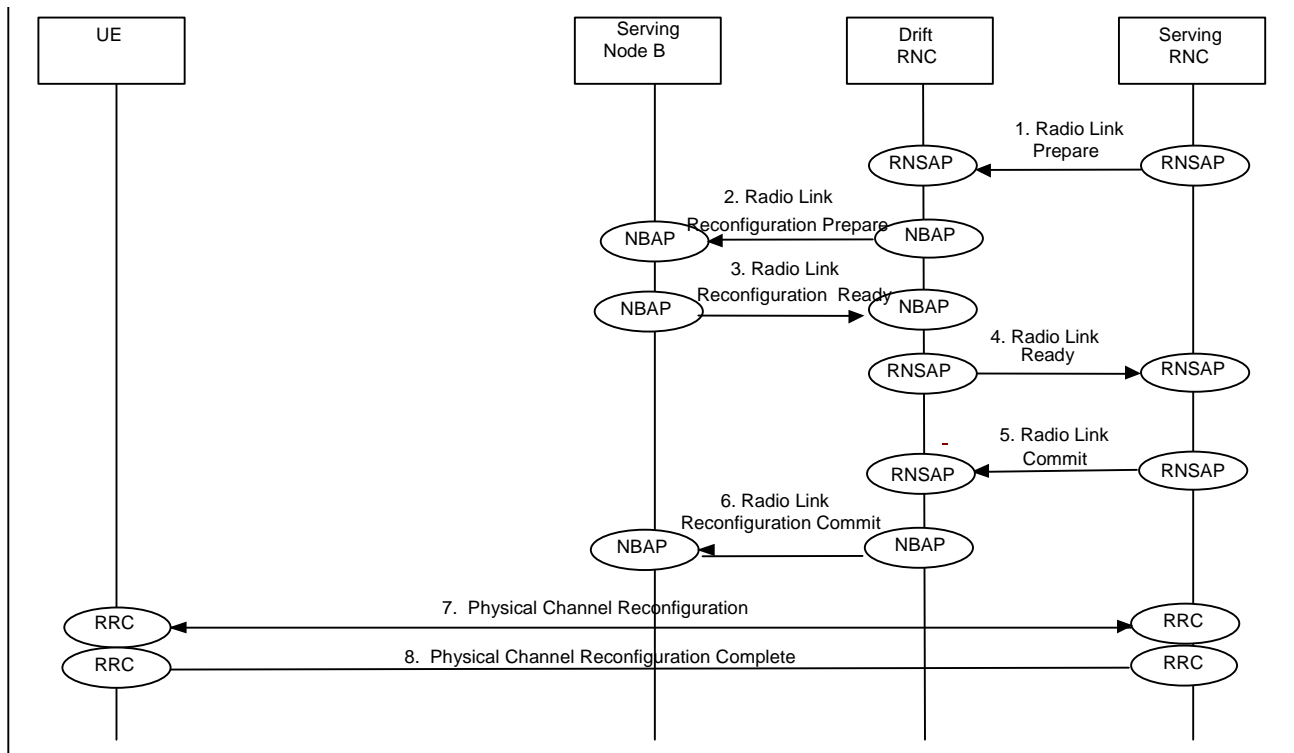 UE
Serving
Node B
Drift
RNC
Serving
RNC
1. Radio Link
Prepare
RNSAP
RNSAP
2. Radio Link
Reconfiguration Prepare
NBAP
NBAP
3. Radio Link
Reconfiguration Ready
NBAP
NBAP
4. Radio Link
Ready
RNSAP
RNSAP
5. Radio Link
Commit
RNSAP
RNSAP
6. Radio Link
Reconfiguration Commit
NBAP
NBAP
7. Physical Channel Reconfiguration
RRC
RRC
8. Physical Channel Reconfiguration Complete
RRC
RRC